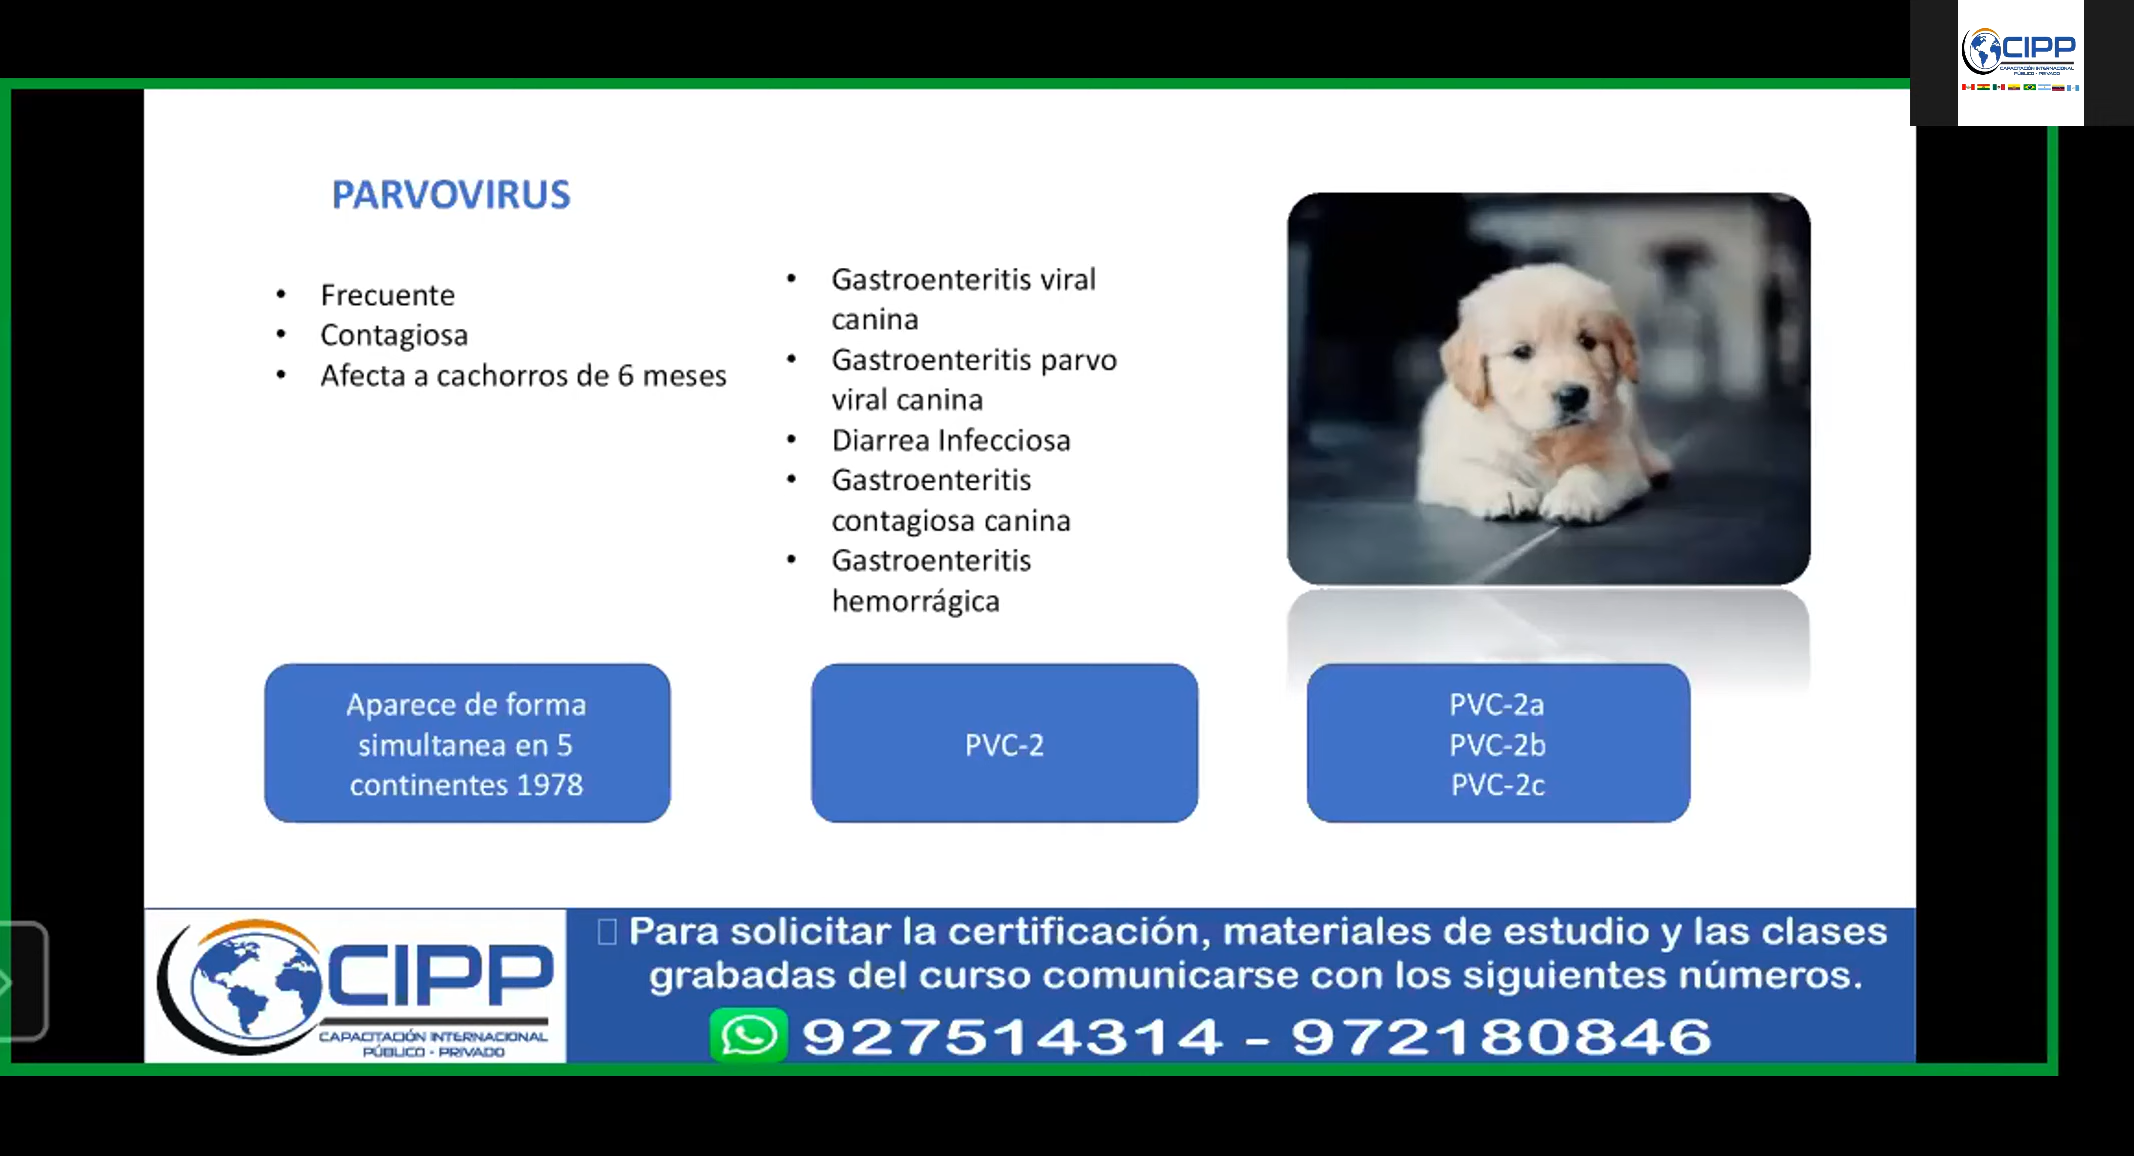 CIPP
CAPACITACIÓN INTERNACIONAL
PÚBLICO - PRIVADO
PARVOVIRUS
• Frecuente
• Contagiosa
• Afecta a cachorros de 6 meses
• Gastroenteritis viral
canina
• Gastroenteritis parvo
viral canina
• Diarrea Infecciosa
• Gastroenteritis
contagiosa canina
• Gastroenteritis
hemorrágica
Aparece de forma
simultanea en 5
continentes 1978
PVC-2
PVC-2a
PVC-2b
PVC-2c
CIPP
CAPACITACIÓN INTERNACIONAL
PÚBLICO - PRIVADO
Para solicitar la certificación, materiales de estudio y las clases
grabadas del curso comunicarse con los siguientes números.
927514314 - 972180846